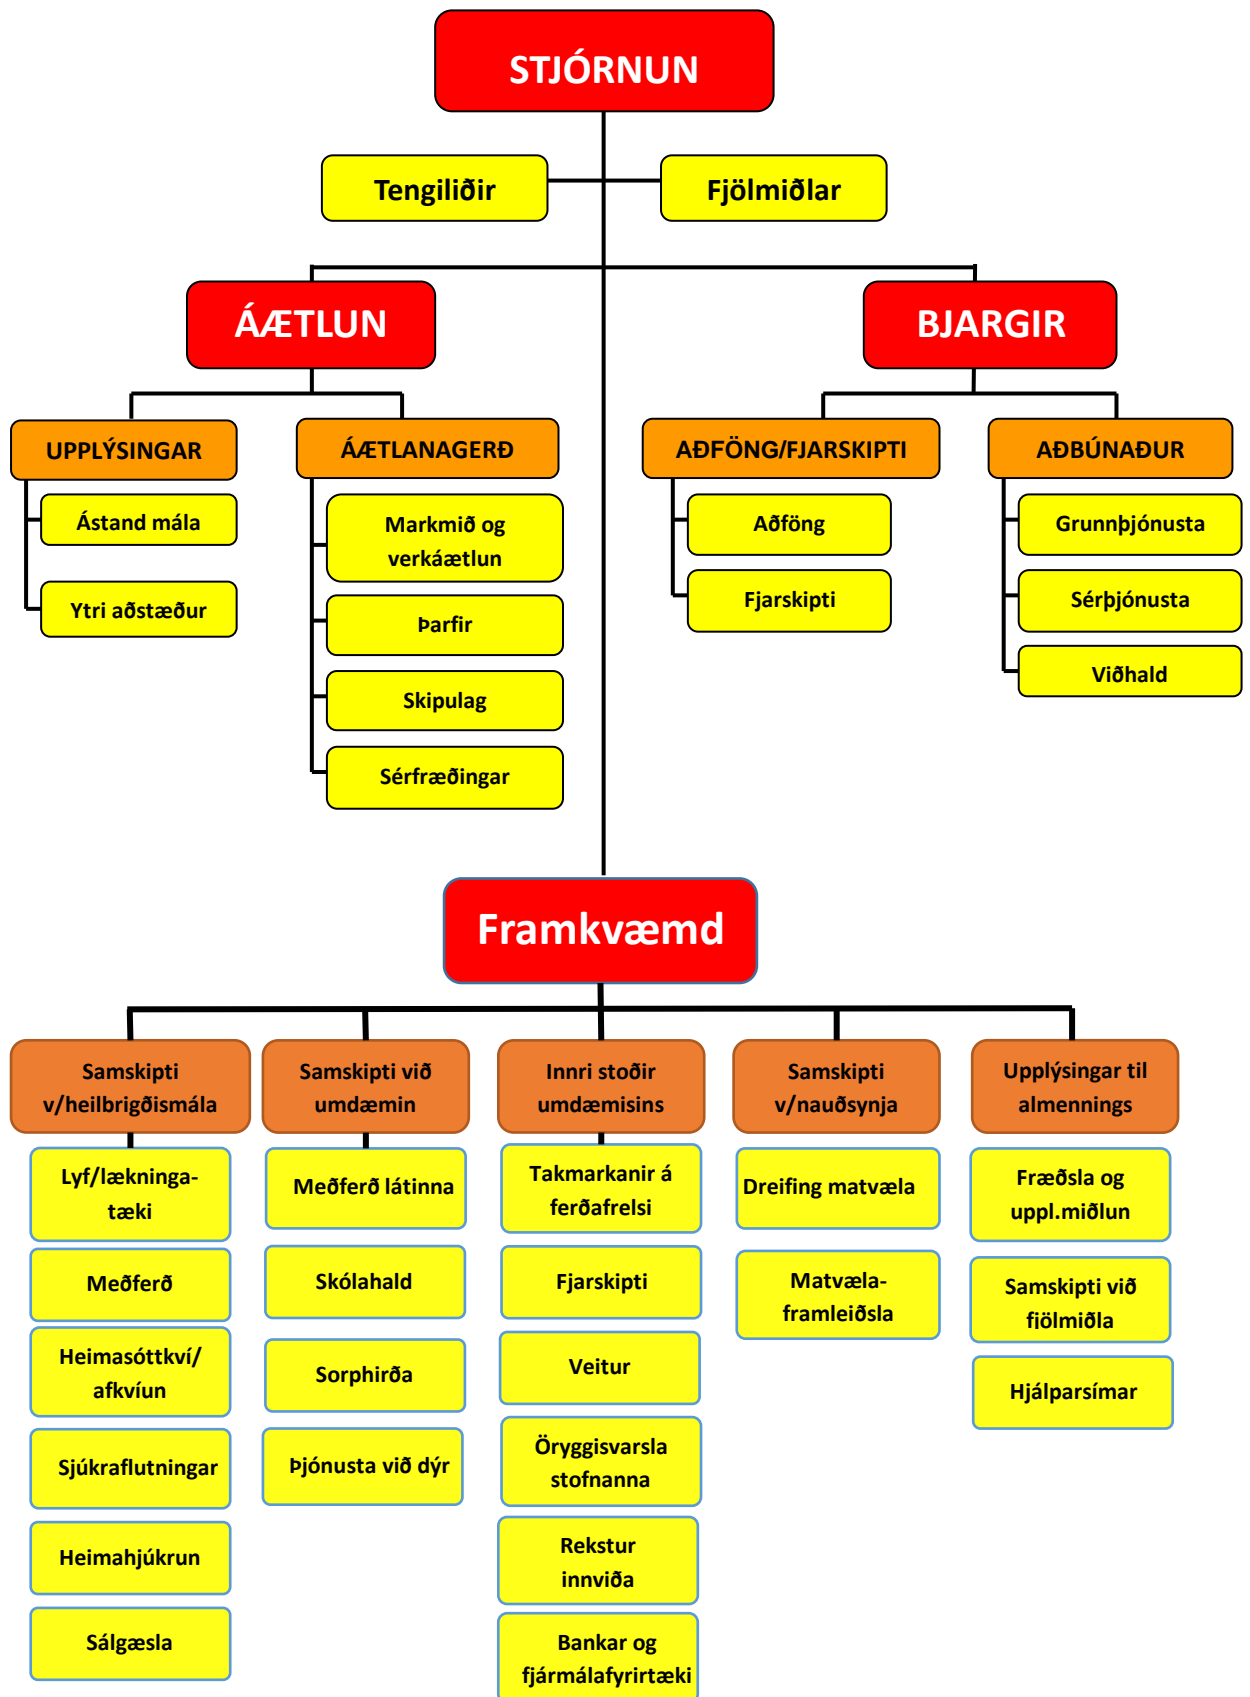 STJÓRNUN
Tengiliðir
Fjölmiðlar
ÁÆTLUN
BJARGIR
UPPLÝSINGAR
ÁÆTLANAGERÐ
AÐFÖNG/FJARSKIPTI
AÐBÚNAÐUR
Ástand mála
Ytri aðstæður
Markmið og
verkáætlun
Þarfir
Skipulag
Sérfræðingar
Aðföng
Fjarskipti
Grunnþjónusta
Sérþjónusta
Viðhald
Framkvæmd
Samskipti
v/heilbrigðismála
Samskipti við
umdæmin
Innri stoðir
umdæmisins
Samskipti
v/nauðsynja
Upplýsingar til
almennings
Lyf/lækninga-
tæki
Meðferð
Heimasóttkví/
afkvíun
Sjúkraflutningar
Heimahjúkrun
Sálgæsla
Meðferð látinna
Skólahald
Sorphirða
Þjónusta við dýr
Takmarkanir á
ferðafrelsi
Fjarskipti
Veitur
Öryggisvarsla
stofnanna
Rekstur
innviða
Bankar og
fjármálafyrirtæki
Dreifing matvæla
Matvæla-
framleiðsla
Fræðsla og
uppl.miðlun
Samskipti við
fjölmiðla
Hjálparsímar